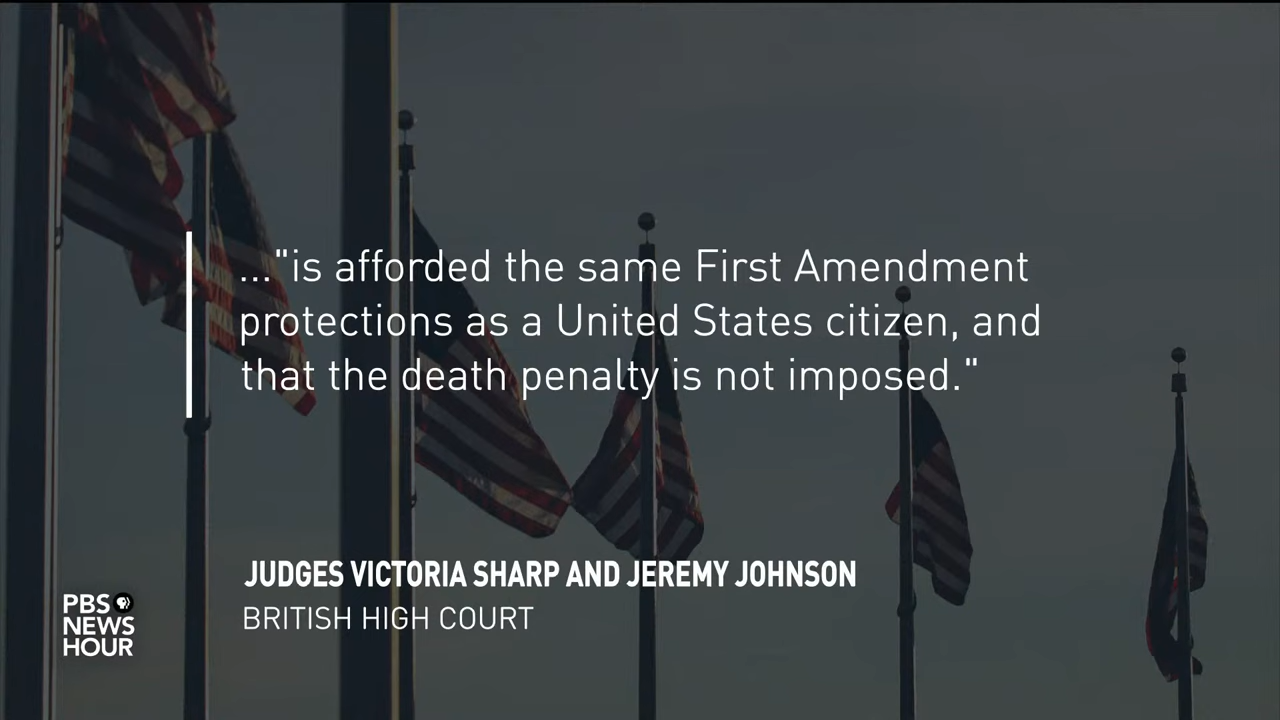 ..."is afforded the same First Amendment
protections as a United States citizen, and
that the death penalty is not imposed."
JUDGES VICTORIA SHARP AND JEREMY JOHNSON
BRITISH HIGH COURT
PBS
NEWS
HOUR